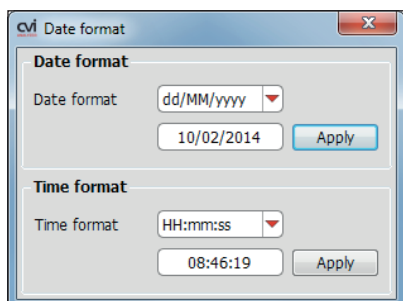 cvi Date format
Date format
Date format dd/MM/yyyy
10/02/2014 Apply
Time format
Time format HH:mm:ss
08:46:19 Apply